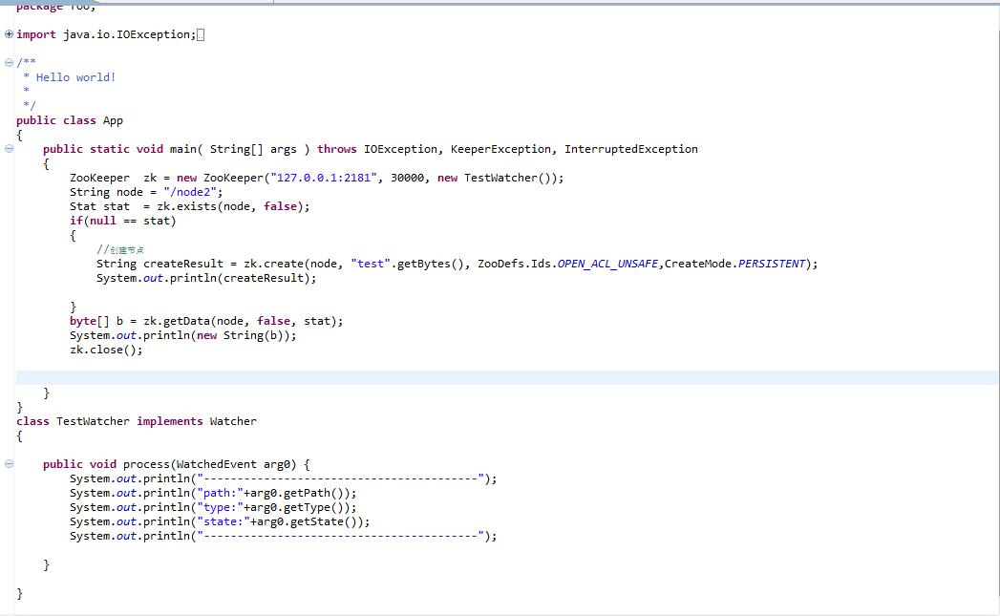 package foo;
import java.io.IOException;
/**
* Hello world!
*
*/
public class App
{
public static void main( String[] args ) throws IOException, KeeperException, InterruptedException
{
ZooKeeper  zk = new ZooKeeper("127.0.0.1:2181", 30000, new TestWatcher());
String node = "/node2";
Stat stat  = zk.exists(node, false);
if(null == stat)
{
//创建节点
String createResult = zk.create(node, "test".getBytes(), ZooDefs.Ids.OPEN_ACL_UNSAFE,CreateMode.PERSISTENT);
System.out.println(createResult);
}
byte[] b = zk.getData(node, false, stat);
System.out.println(new String(b));
zk.close();
}
}
class TestWatcher implements Watcher
{
public void process(WatchedEvent arg0) {
System.out.println("-----------------------------------------");
System.out.println("path:"+arg0.getPath());
System.out.println("type:"+arg0.getType());
System.out.println("state:"+arg0.getState());
System.out.println("-----------------------------------------");
}
}